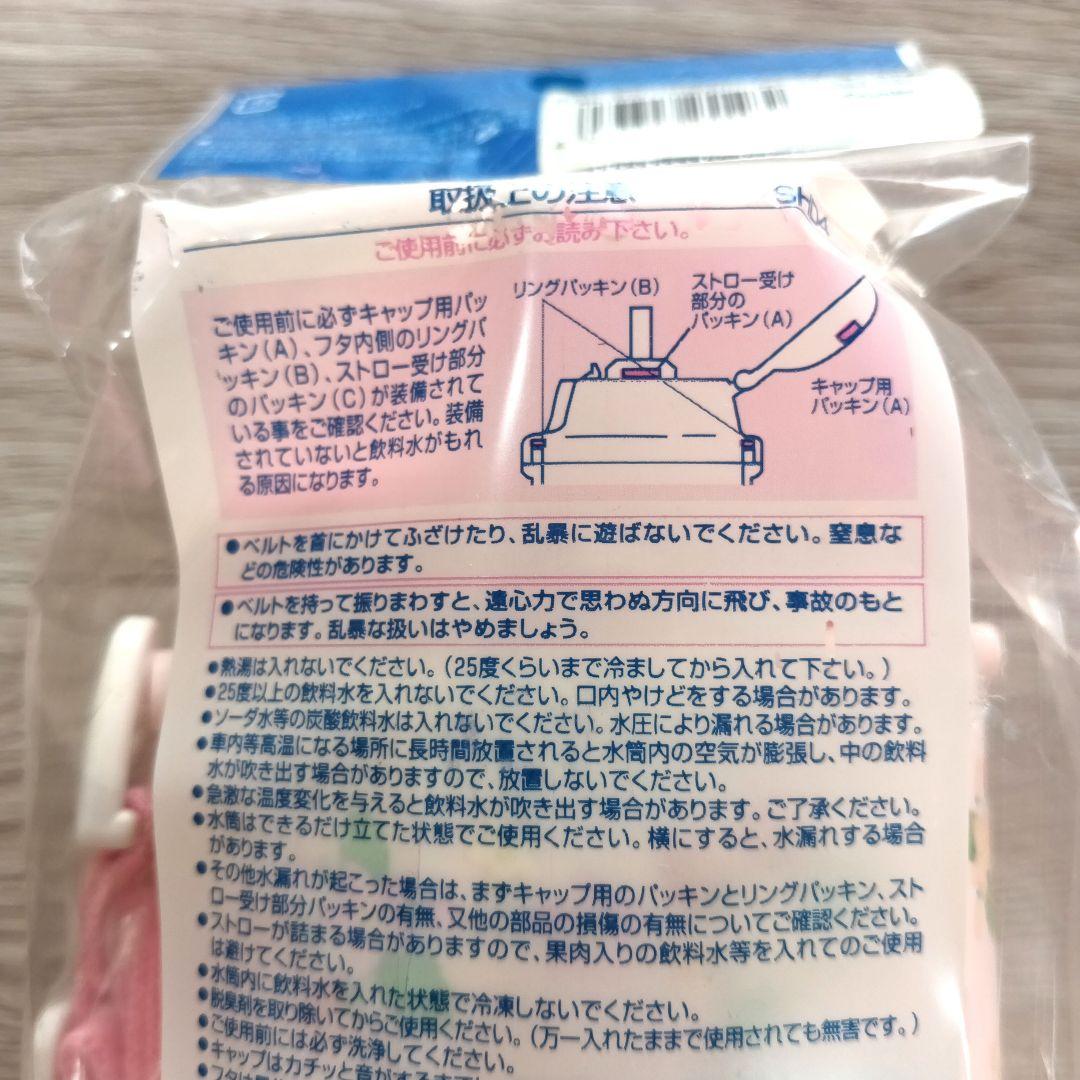 取扱上の注意
ご使用前に必ずお読み下さい。
リングパッキン(B)
ストロー受け
部分の
パッキン(A)
キャップ用
パッキン(A)
ご使用前に必ずキャップ用パッ
キン(A)、フタ内側のリングパ
ッキン(B)、ストロー受け部分
のパッキン(C)が装備されて
いる事をご確認ください。装備
されていないと飲料水がもれ
る原因になります。
●ベルトを首にかけてふざけたり、乱暴に遊ばないでください。窒息な
どの危険性があります。
●ベルトを持って振りまわすと、遠心力で思わぬ方向に飛び、事故のもと
になります。乱暴な扱いはやめましょう。
●熱湯は入れないでください。(25度くらいまで冷ましてから入れて下さい。)
●25度以上の飲料水を入れないでください。口内やけどをする場合があります。
●ソーダ水等の炭酸飲料水は入れないでください。水圧により漏れる場合があります。
●車内等高温になる場所に長時間放置されると水筒内の空気が膨張し、中の飲料
水が吹き出す場合がありますので、放置しないでください。
●急激な温度変化を与えると飲料水が吹き出す場合があります。ご了承ください。
●水筒はできるだけ立てた状態でご使用ください。横にすると、水漏れする場合
があります。
●その他水漏れが起こった場合は、まずキャップ用のパッキンとリングパッキン、スト
ロー受け部分パッキンの有無、又他の部品の損傷の有無についてご確認ください。
●ストローが詰まる場合がありますので、果肉入りの飲料水等を入れてのご使用
は避けてください。
●水筒内に飲料水を入れた状態で冷凍しないでください。
●脱臭剤を取り除いてからご使用ください。(万一入れたままで使用されても無害です。)
●ご使用前には必ず洗浄してください。
●キャップはカチッと音がするまで